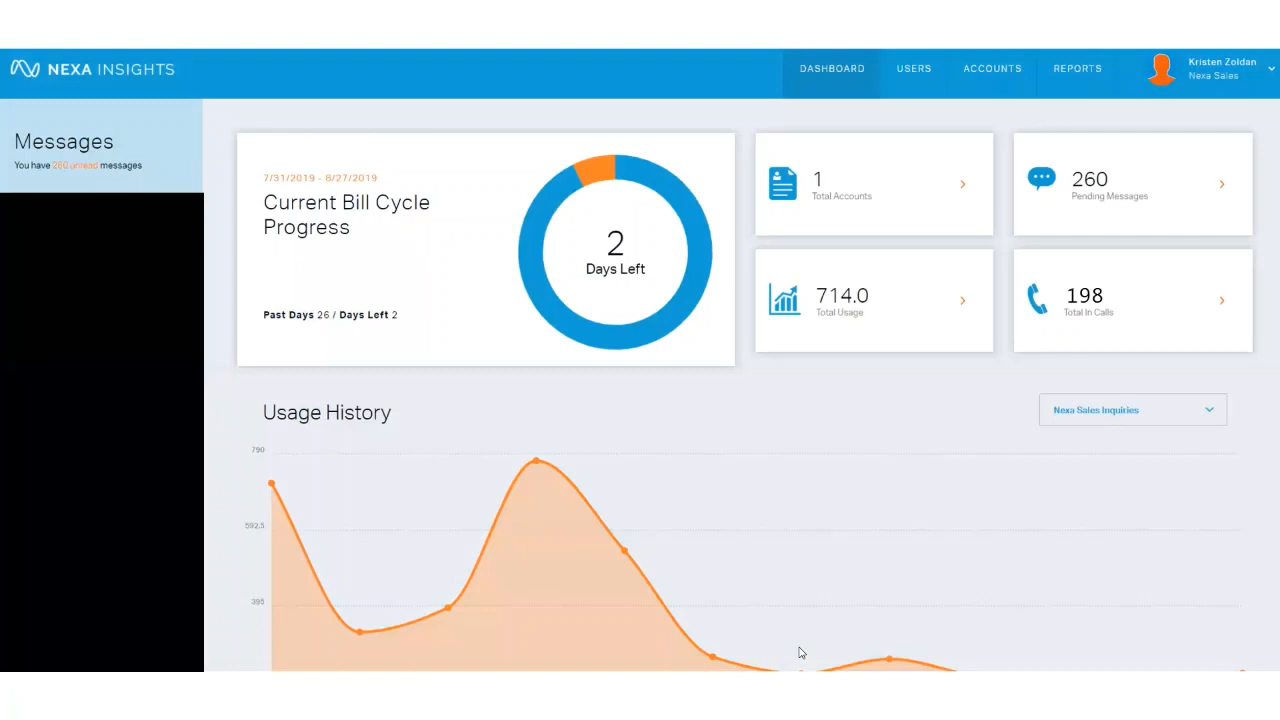 NEXA INSIGHTS
DASHBOARD
USERS
ACCOUNTS
REPORTS
Kristen Zoldan
Nexa Sales
Messages
You have 260 unread messages
7/31/2019 - 8/27/2019
Current Bill Cycle
Progress
Past Days 26 / Days Left 2
2
Days Left
1
Total Accounts
260
Pending Messages
714.0
Total Usage
198
Total In Calls
Usage History
Nexa Sales Inquiries
790
592.5
395